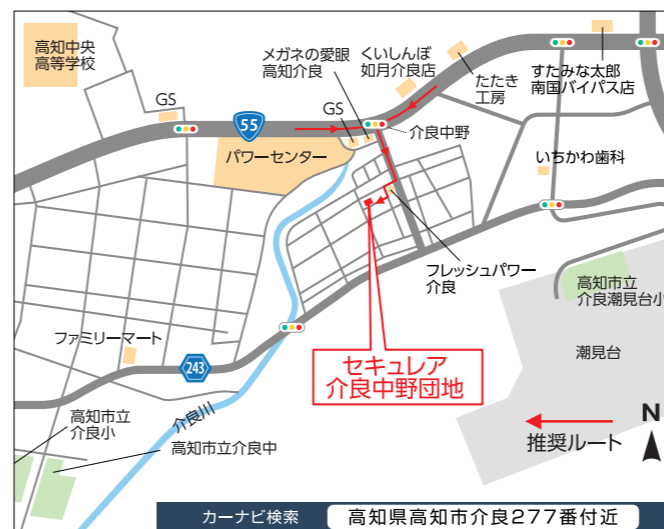 高知中央
高等学校
GS
55
メガネの愛眼
高知介良
くいしんぼ
如月介良店
GS
たたき
工房
すたみな太郎
南国バイパス店
介良中野
パワーセンター
いちかわ歯科
フレッシュパワー
介良
高知市立
介良潮見台小
潮見台
ファミリーマート
243
セキュレア
介良中野団地
介良川
高知市立
介良小
高知市立介良中
推奨ルート
N
カーナビ検索
高知県高知市介良277番付近